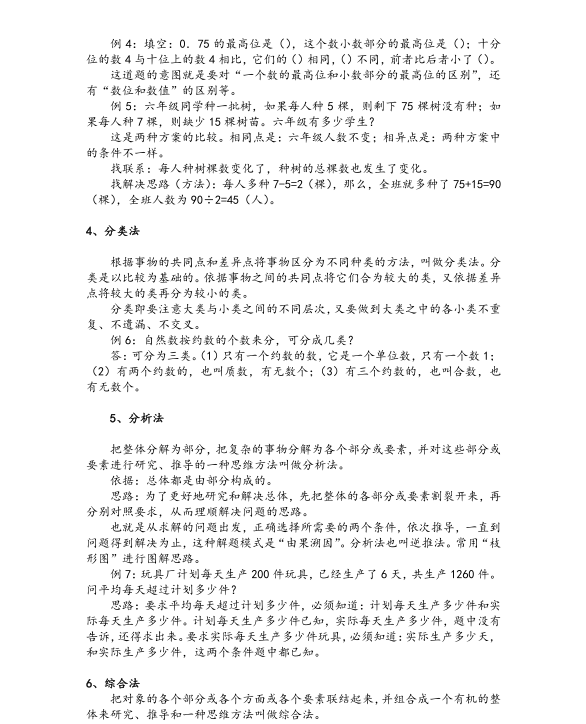 例 4：填空：0．75 的最高位是（），这个数小数部分的最高位是（）；十分
位的数 4 与十位上的数 4 相比，它们的（）相同，（）不同，前者比后者小了（）。
这道题的意图就是要对“一个数的最高位和小数部分的最高位的区别”，还
有“数位和数值”的区别等。
例 5：六年级同学种一批树，如果每人种 5 棵，则剩下 75 棵树没有种；如
果每人种 7 棵，则缺少 15 棵树苗。六年级有多少学生？
这是两种方案的比较。相同点是：六年级人数不变；相异点是：两种方案中
的条件不一样。
找联系：每人种树棵数变化了，种树的总棵数也发生了变化。
找解决思路（方法）：每人多种 7-5=2（棵），那么，全班就多种了 75+15=90
（棵），全班人数为 90÷2=45（人）。
4、分类法
根据事物的共同点和差异点将事物区分为不同种类的方法，叫做分类法。分
类是以比较为基础的。依据事物之间的共同点将它们合为较大的类，又依据差异
点将较大的类再分为较小的类。
分类即要注意大类与小类之间的不同层次，又要做到大类之中的各小类不重
复、不遗漏、不交叉。
例 6：自然数按约数的个数来分，可分成几类？
答：可分为三类。（1）只有一个约数的数，它是一个单位数，只有一个数 1；
（2）有两个约数的，也叫质数，有无数个；（3）有三个约数的，也叫合数，也
有无数个。
5、分析法
把整体分解为部分，把复杂的事物分解为各个部分或要素，并对这些部分或
要素进行研究、推导的一种思维方法叫做分析法。
依据：总体都是由部分构成的。
思路：为了更好地研究和解决总体，先把整体的各部分或要素割裂开来，再
分别对照要求，从而理顺解决问题的思路。
也就是从求解的问题出发，正确选择所需要的两个条件，依次推导，一直到
问题得到解决为止，这种解题模式是“由果溯因”。分析法也叫逆推法。常用“枝
形图”进行图解思路。
例 7：玩具厂计划每天生产 200 件玩具，已经生产了 6 天，共生产 1260 件。
问平均每天超过计划多少件？
思路：要求平均每天超过计划多少件，必须知道：计划每天生产多少件和实
际每天生产多少件。计划每天生产多少件已知，实际每天生产多少件，题中没有
告诉，还得求出来。要求实际每天生产多少件玩具，必须知道：实际生产多少天，
和实际生产多少件，这两个条件题中都已知。
6、综合法
把对象的各个部分或各个方面或各个要素联结起来，并组合成一个有机的整
体来研究、推导和一种思维方法叫做综合法。